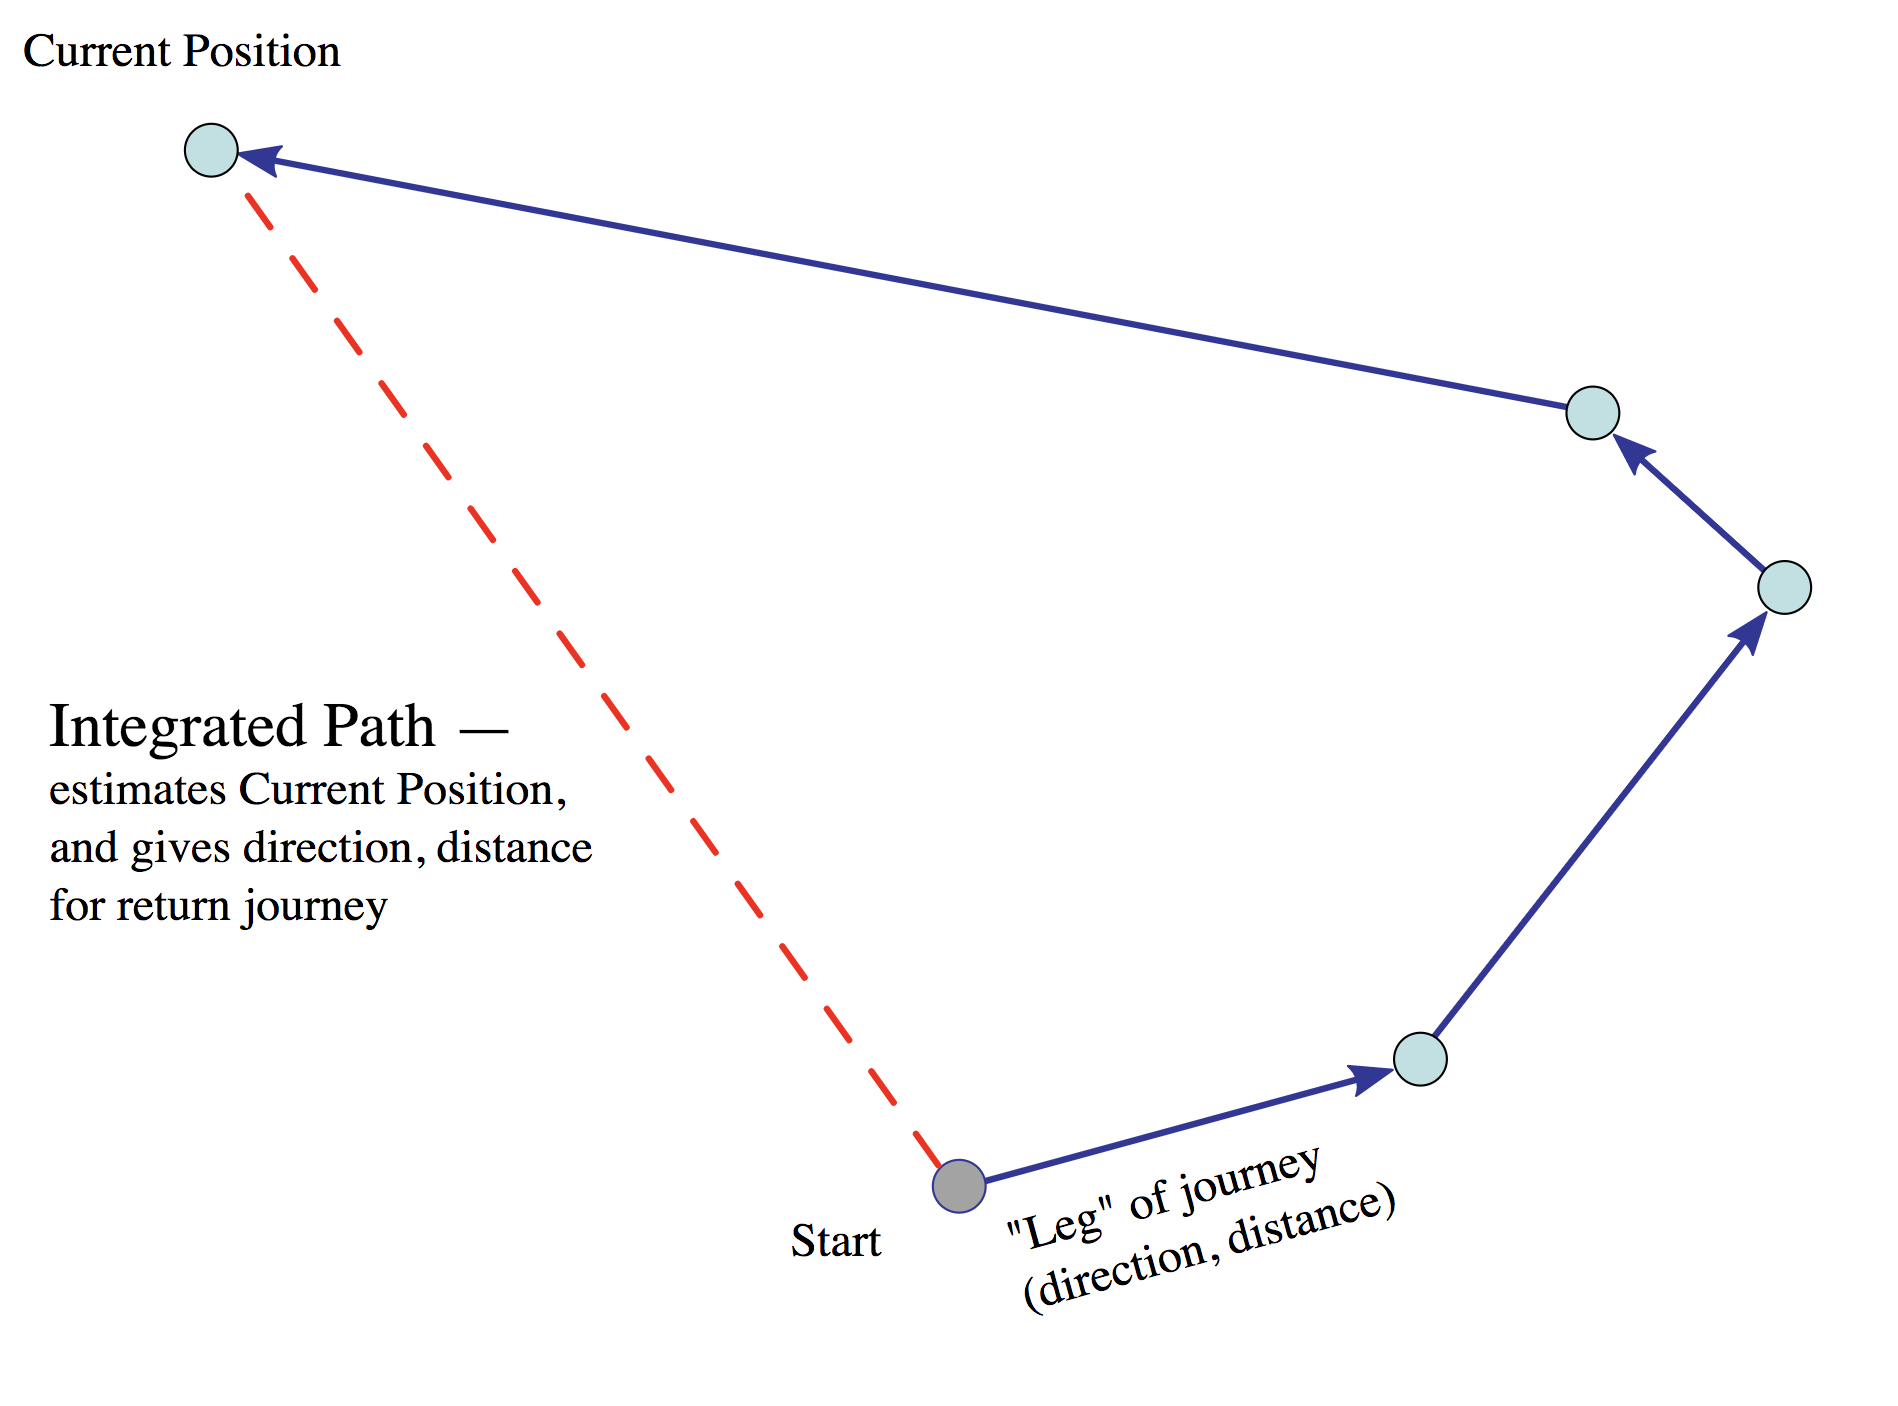 Current Position
Integrated Path —
estimates Current Position,
and gives direction, distance
for return journey
Start
"Leg" of journey
(direction, distance)